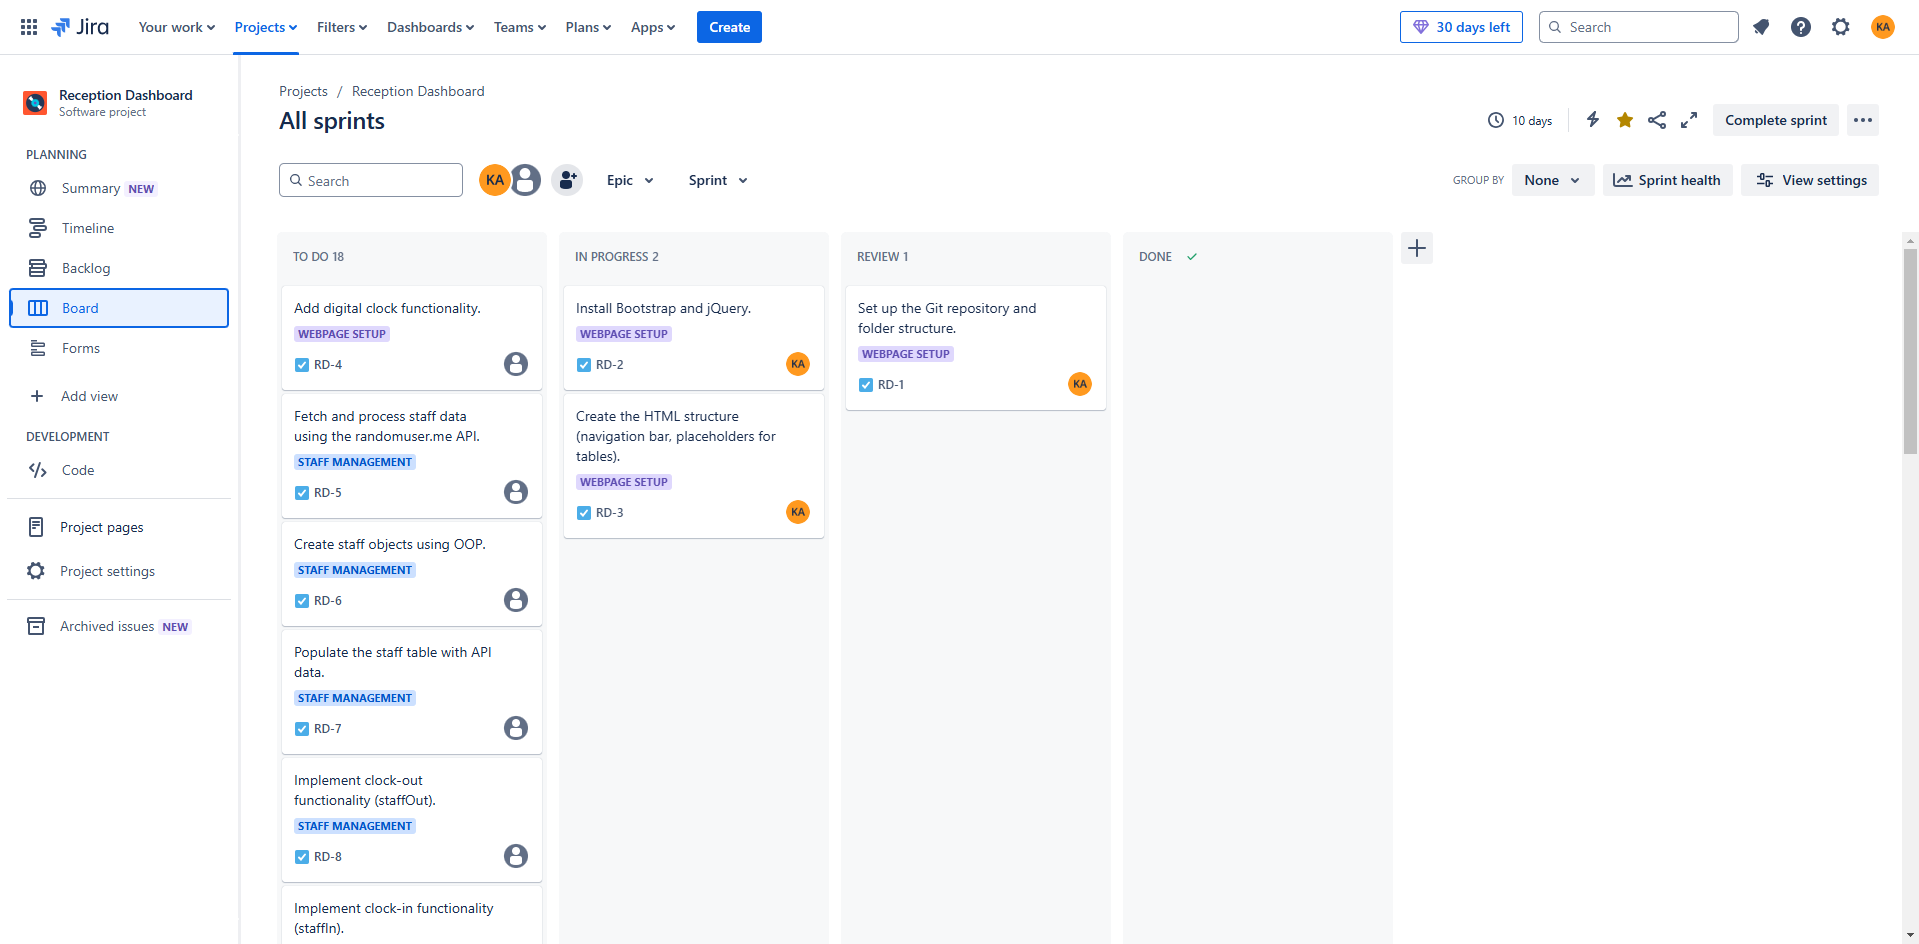 Jira
Your work
Projects
Filters
Dashboards
Teams
Plans
Apps
Create
30 days left
Search
KA
Reception Dashboard
Software project
PLANNING
Summary NEW
Timeline
Backlog
Board
Forms
Add view
DEVELOPMENT
Code
Project pages
Project settings
Archived issues NEW
Projects / Reception Dashboard
All sprints
10 days
Complete sprint
Search
KA
Epic
Sprint
GROUP BY
None
Sprint health
View settings
TO DO 18
Add digital clock functionality.
WEBPAGE SETUP
RD-4
Fetch and process staff data
using the randomuser.me API.
STAFF MANAGEMENT
RD-5
Create staff objects using OOP.
STAFF MANAGEMENT
RD-6
Populate the staff table with API
data.
STAFF MANAGEMENT
RD-7
Implement clock-out
functionality (staffOut).
STAFF MANAGEMENT
RD-8
Implement clock-in functionality
(staffIn).
IN PROGRESS 2
Install Bootstrap and jQuery.
WEBPAGE SETUP
RD-2
KA
Create the HTML structure
(navigation bar, placeholders for
tables).
WEBPAGE SETUP
RD-3
KA
REVIEW 1
Set up the Git repository and
folder structure.
WEBPAGE SETUP
RD-1
KA
DONE